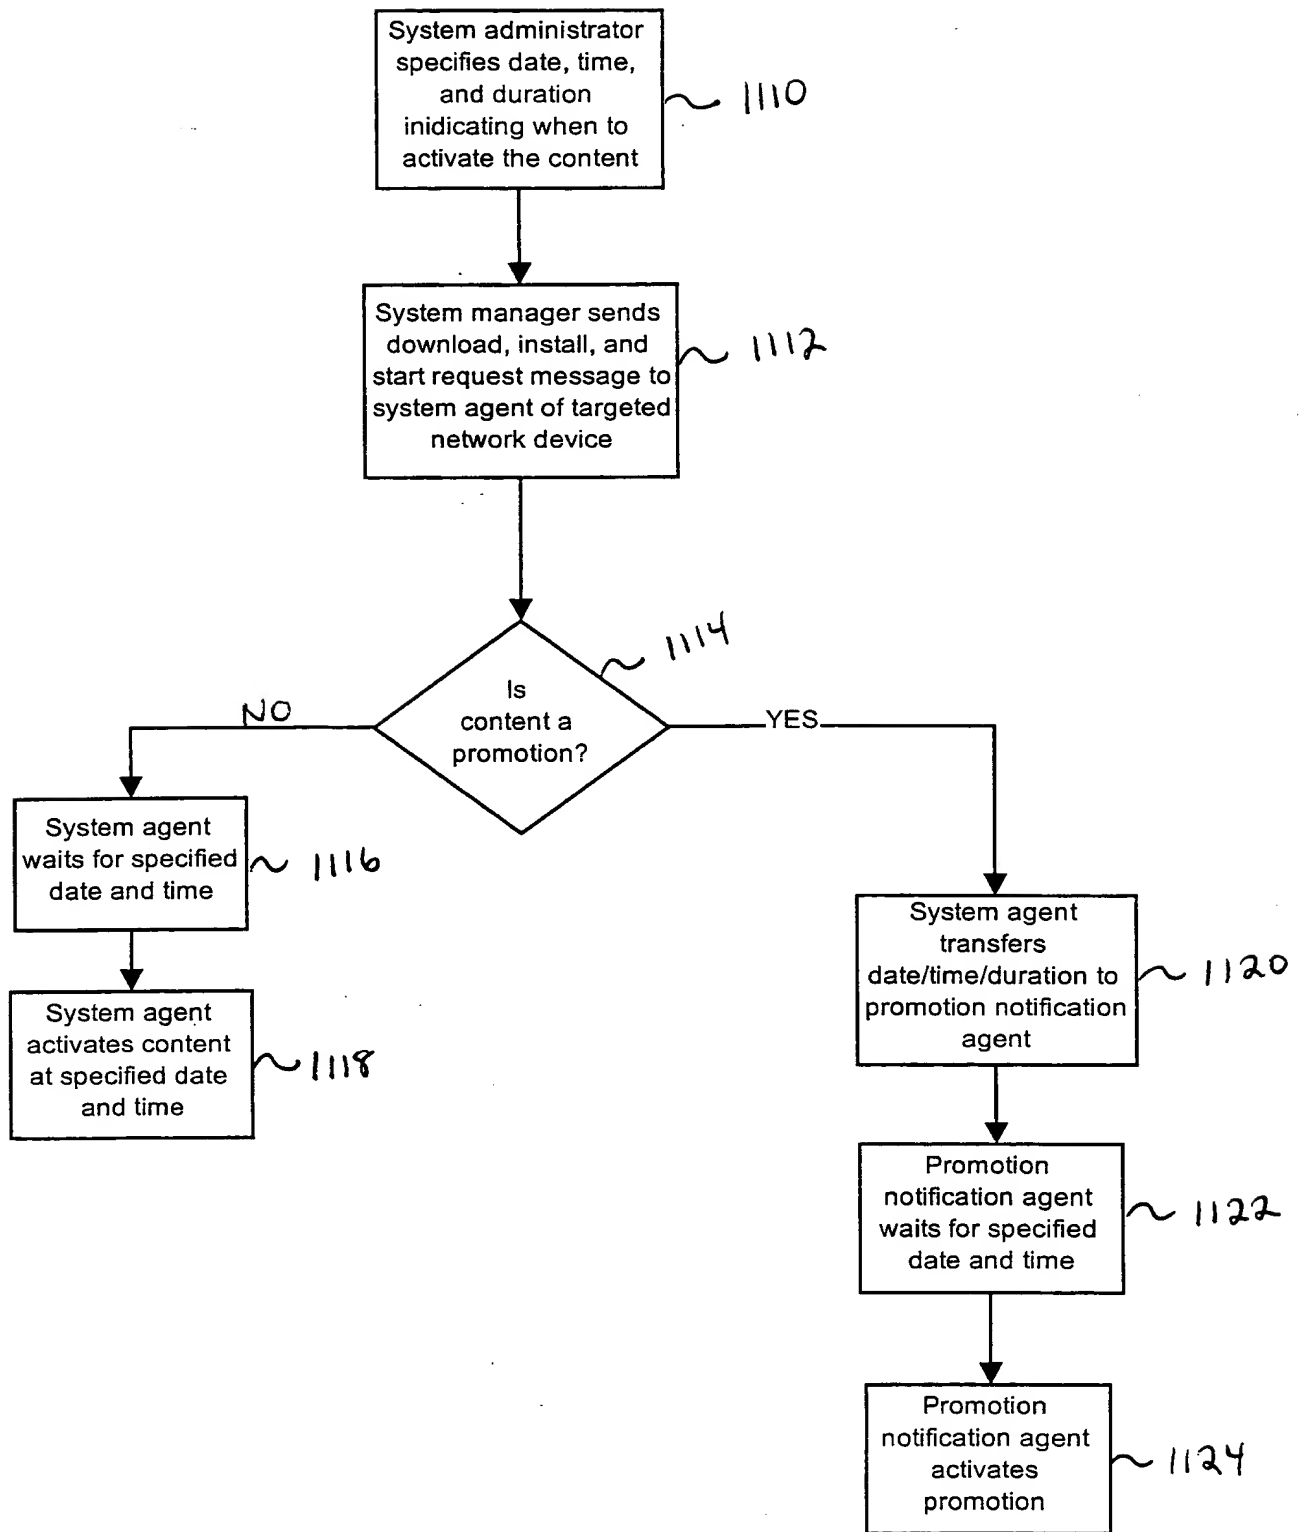 System administrator
specifies date, time,
and duration
inidicating when to
activate the content
1110
System manager sends
download, install, and
start request message to
system agent of targeted
network device
1112
Is
content a
promotion?
1114
NO
YES
System agent
waits for specified
date and time
1116
System agent
activates content
at specified date
and time
1118
System agent
transfers
date/time/duration to
promotion notification
agent
1120
Promotion
notification agent
waits for specified
date and time
1122
Promotion
notification agent
activates
promotion
1124